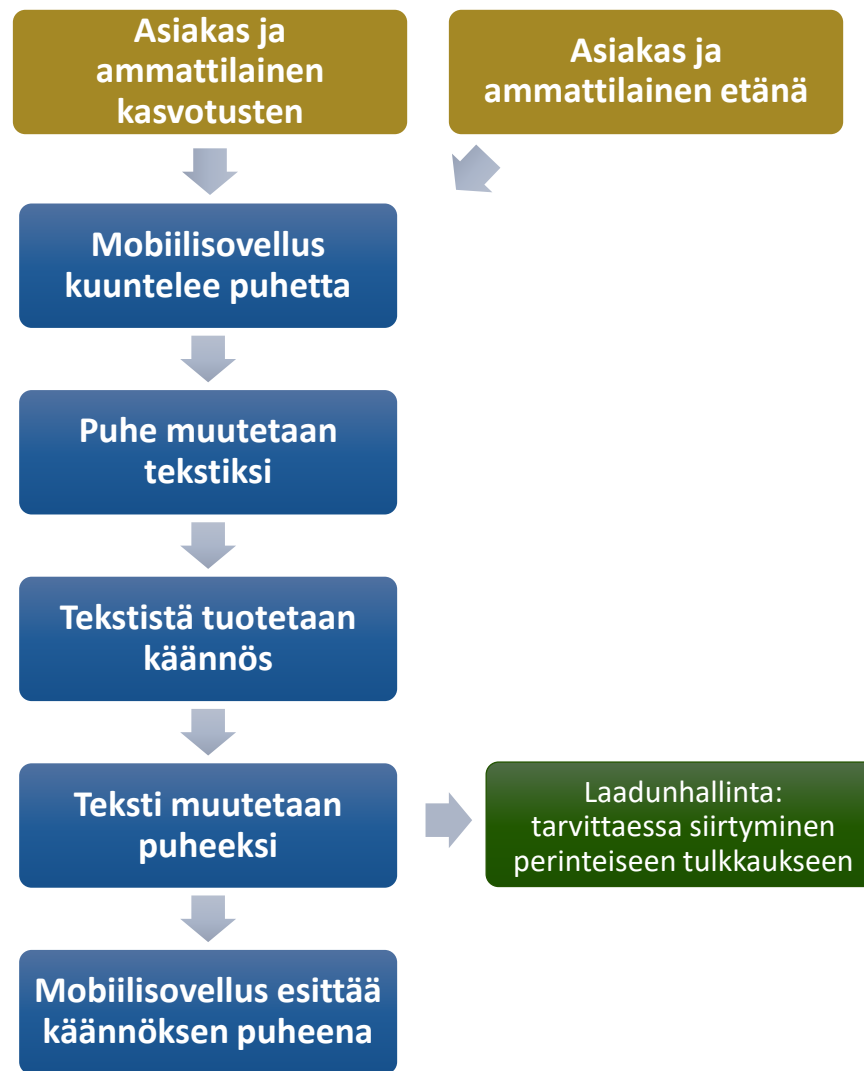 Asiakas ja
ammattilainen
kasvotusten
Asiakas ja
ammattilainen etänä
Mobiilisovellus
kuuntelee puhetta
Puhe muutetaan
tekstiksi
Tekstistä tuotetaan
käännös
Teksti muutetaan
puheeksi
Laadunhallinta:
tarvittaessa siirtyminen
perinteiseen tulkkaukseen
Mobiilisovellus esittää
käännöksen puheena